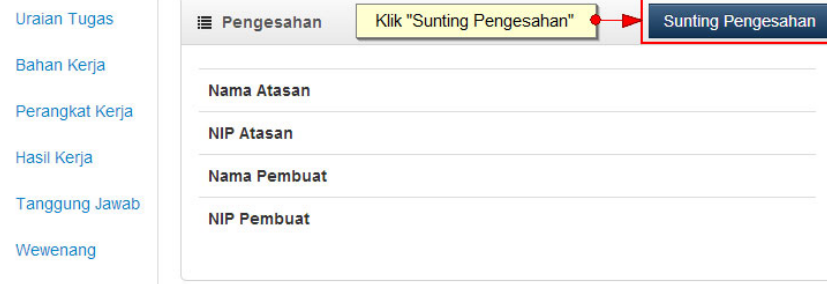 Uraian Tugas
Bahan Kerja
Perangkat Kerja
Hasil Kerja
Tanggung Jawab
Wewenang
Pengesahan
Klik "Sunting Pengesahan"
Sunting Pengesahan
Nama Atasan
NIP Atasan
Nama Pembuat
NIP Pembuat